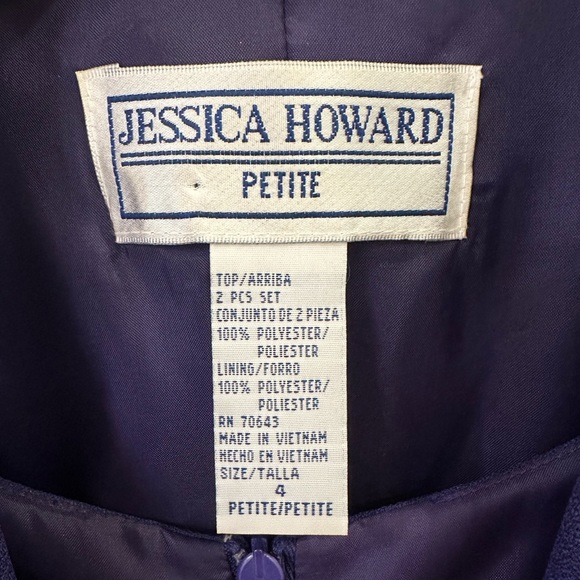 JESSICA HOWARD
PETITE
TOP/ARRIBA
2 PCS SET
CONJUNTO DE 2 PIEZA
100% POLYESTER/
POLIESTER
LINING/FORRO
100% POLYESTER/
POLIESTER
RN 70643
MADE IN VIETNAM
HECHO EN VIETNAM
SIZE/TALLA
4
PETITE/PETITE